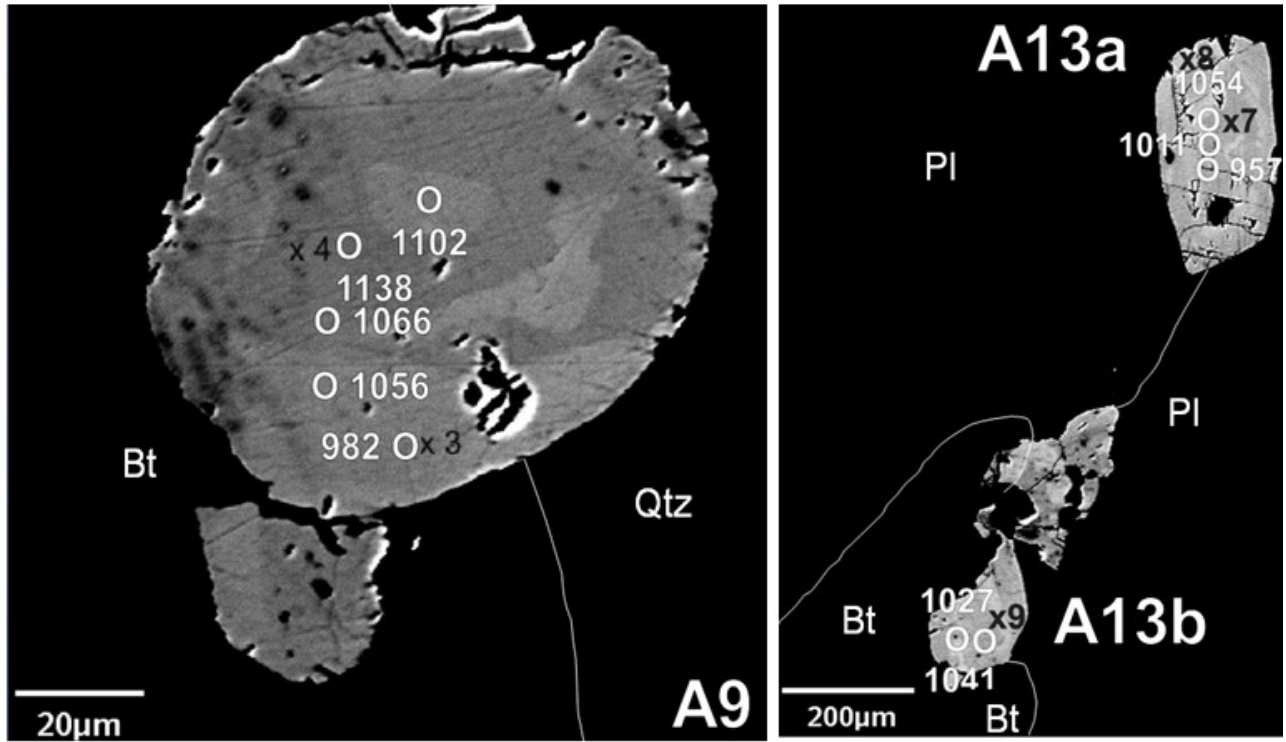 1102
x 4
1138
1066
1056
982 x 3
Bt
Qtz
20µm
A9
A13a
x8
1054
x7
1011
957
Pl
Pl
1027
x9
Bt
A13b
1041
200µm
Bt